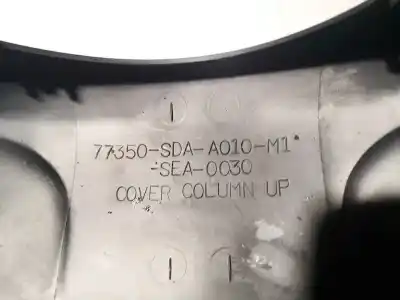 77350-SDA-A010-M1
-SEA-0030
COVER COLUMN UP